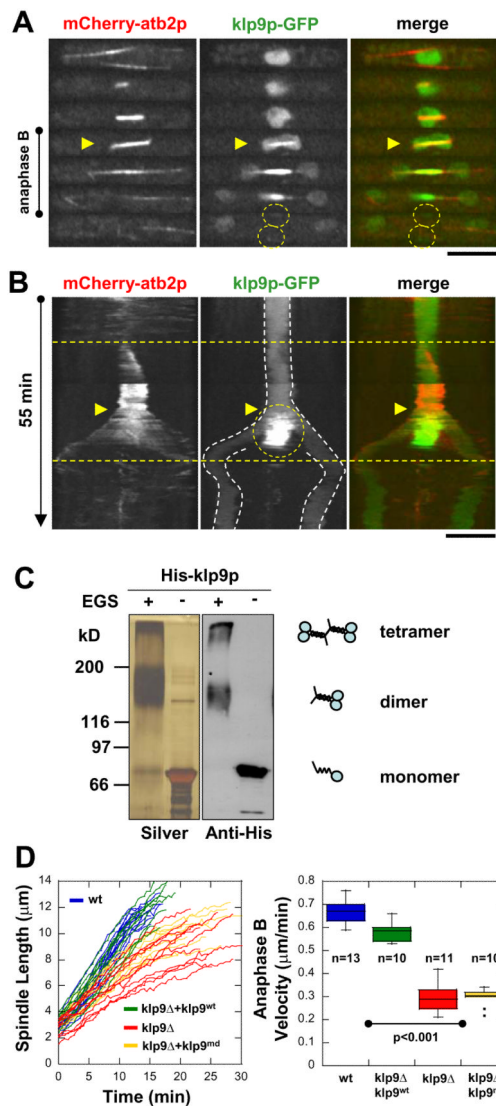 A
mCherry-atb2p klp9p-GFP merge
anaphase B
B
mCherry-atb2p klp9p-GFP merge
55 min
C
His-klp9p
EGS + - + -
kD
200
116
97
66
Silver Anti-His
tetramer
dimer
monomer
D
Spindle Length (μm)
14
12
10
8
6
4
2
0
0 5 10 15 20 25 30
Time (min)
wt
klp9Δ+klp9wt
klp9Δ
klp9Δ+klp9md
Anaphase B
Velocity (μm/min)
0.8
0.7
0.6
0.5
0.4
0.3
0.2
0.1
0
n=13 n=10 n=11 n=10
p<0.001
wt klp9Δ klp9Δ klp9Δ
klp9wt